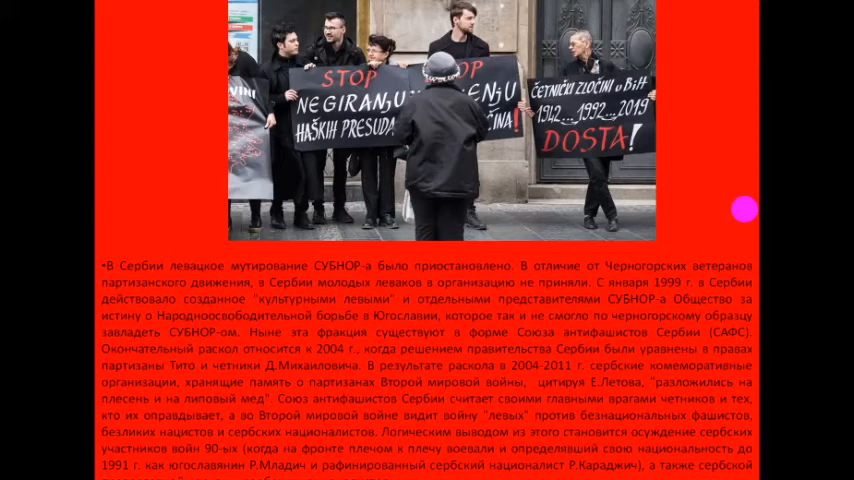 VINI
STOP
NEGIRANJU
HAŠKIH PRESUDA
ČETNIČKI ZLOČINI u BiH
1942... 1992... 2019
DOSTA!
•В Сербии левацкое мутирование СУБНОР-а было приостановлено. В отличие от Черногорских ветеранов
партизанского движения, в Сербии молодых леваков в организацию не приняли. С января 1999 г. в Сербии
действовало созданное "культурными левыми" и отдельными представителями СУБНОР-а Общество за
истину о Народноосвободительной борьбе в Югославии, которое так и не смогло по черногорскому образцу
завладеть СУБНОР-ом. Ныне эта фракция существуют в форме Союза антифашистов Сербии (САФС).
Окончательный раскол относится к 2004 г., когда решением правительства Сербии были уравнены в правах
партизаны Тито и четники Д.Михаиловича. В результате раскола в 2004-2011 г. сербские комеморативные
организации, хранящие память о партизанах Второй мировой войны, цитируя Е.Летова, "разложились на
плесень и на липовый мед". Союз антифашистов Сербии считает своими главными врагами четников и тех,
кто их оправдывает, а во Второй мировой войне видит войну "левых" против безнациональных фашистов,
безликих нацистов и сербских националистов. Логическим выводом из этого становится осуждение сербских
участников войн 90-ых (когда на фронте плечом к плечу воевали и определявший свою национальность до
1991 г. как югославянин Р.Младич и рафинированный сербский националист Р.Караджич), а также сербской